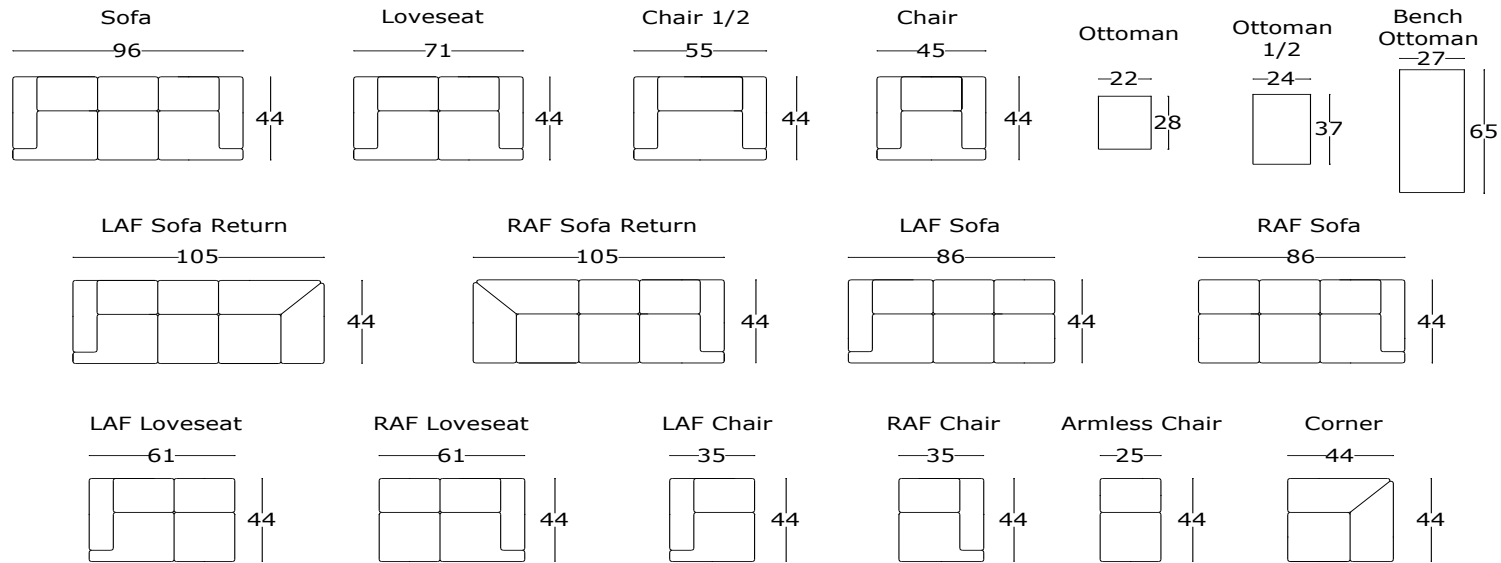 Sofa
96
44
Loveseat
71
44
Chair 1/2
55
44
Chair
45
44
Ottoman
22
28
Ottoman
1/2
24
37
Bench
Ottoman
27
65
LAF Sofa Return
105
44
RAF Sofa Return
105
44
LAF Sofa
86
44
RAF Sofa
86
44
LAF Loveseat
61
44
RAF Loveseat
61
44
LAF Chair
35
44
RAF Chair
35
44
Armless Chair
25
44
Corner
44
44